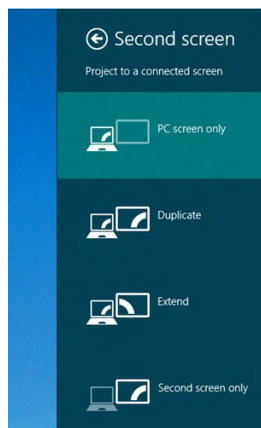 Second screen
Project to a connected screen
PC screen only
Duplicate
Extend
Second screen only